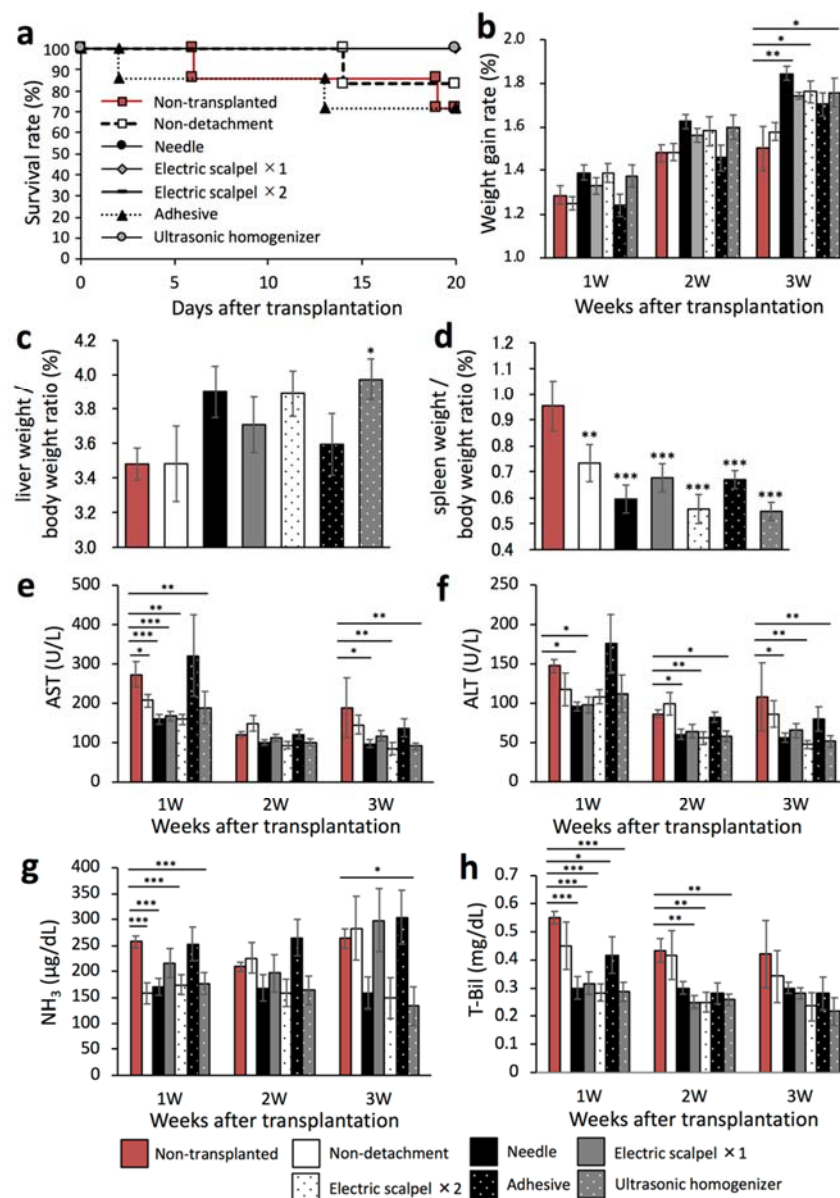 a
Survival rate (%)
100
90
80
70
60
50
40
30
20
10
0
Non-transplanted
Non-detachment
Needle
Electric scalpel ×1
Electric scalpel ×2
Adhesive
Ultrasonic homogenizer
0 5 10 15 20
Days after transplantation
b
Weight gain rate (%)
2.0
1.8
1.6
1.4
1.2
1.0
*
*
**
1W 2W 3W
Weeks after transplantation
c
liver weight /
body weight ratio (%)
4.2
4.0
3.8
3.6
3.4
3.2
3.0
*
d
spleen weight /
body weight ratio (%)
1.2
1.1
1.0
0.9
0.8
0.7
0.6
0.5
0.4
** *** *** *** *** ***
e
AST (U/L)
500
400
300
200
100
0
**
**
***
***
*
**
**
*
1W 2W 3W
Weeks after transplantation
f
ALT (U/L)
250
200
150
100
50
0
*
*
*
**
*
**
**
*
1W 2W 3W
Weeks after transplantation
g
NH₃ (µg/dL)
400
350
300
250
200
150
100
50
0
***
***
***
***
*
1W 2W 3W
Weeks after transplantation
h
T-Bil (mg/dL)
0.7
0.6
0.5
0.4
0.3
0.2
0.1
0
***
*
***
***
***
**
**
**
1W 2W 3W
Weeks after transplantation
Non-transplanted Non-detachment Needle Electric scalpel ×1
Electric scalpel ×2 Adhesive Ultrasonic homogenizer